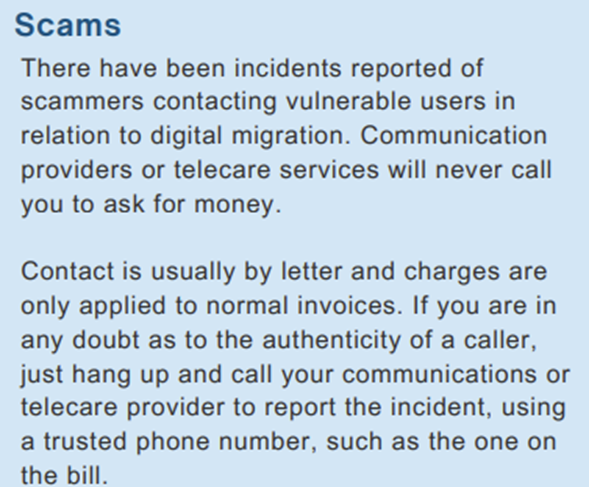 Scams
There have been incidents reported of
scammers contacting vulnerable users in
relation to digital migration. Communication
providers or telecare services will never call
you to ask for money.
Contact is usually by letter and charges are
only applied to normal invoices. If you are in
any doubt as to the authenticity of a caller,
just hang up and call your communications or
telecare provider to report the incident, using
a trusted phone number, such as the one on
the bill.